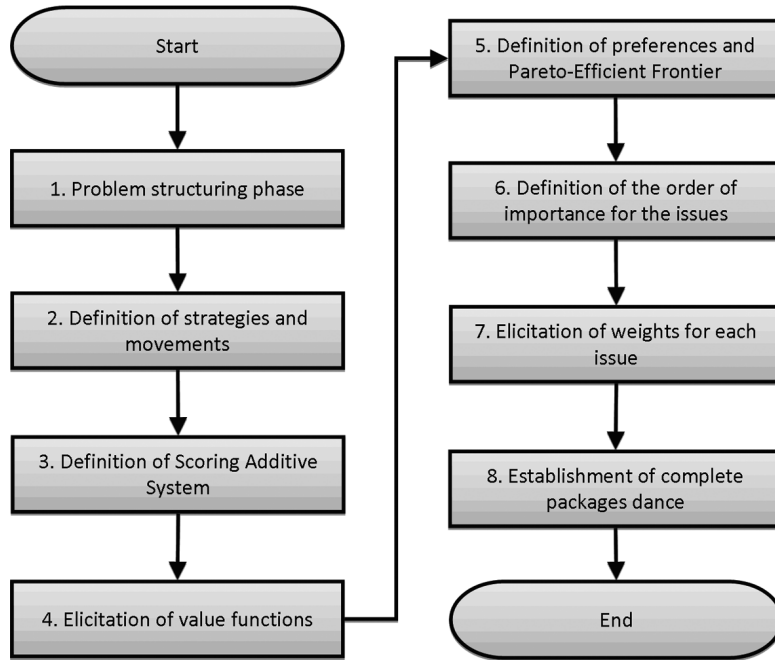 Start
1. Problem structuring phase
2. Definition of strategies and
movements
3. Definition of Scoring Additive
System
4. Elicitation of value functions
5. Definition of preferences and
Pareto-Efficient Frontier
6. Definition of the order of
importance for the issues
7. Elicitation of weights for each
issue
8. Establishment of complete
packages dance
End